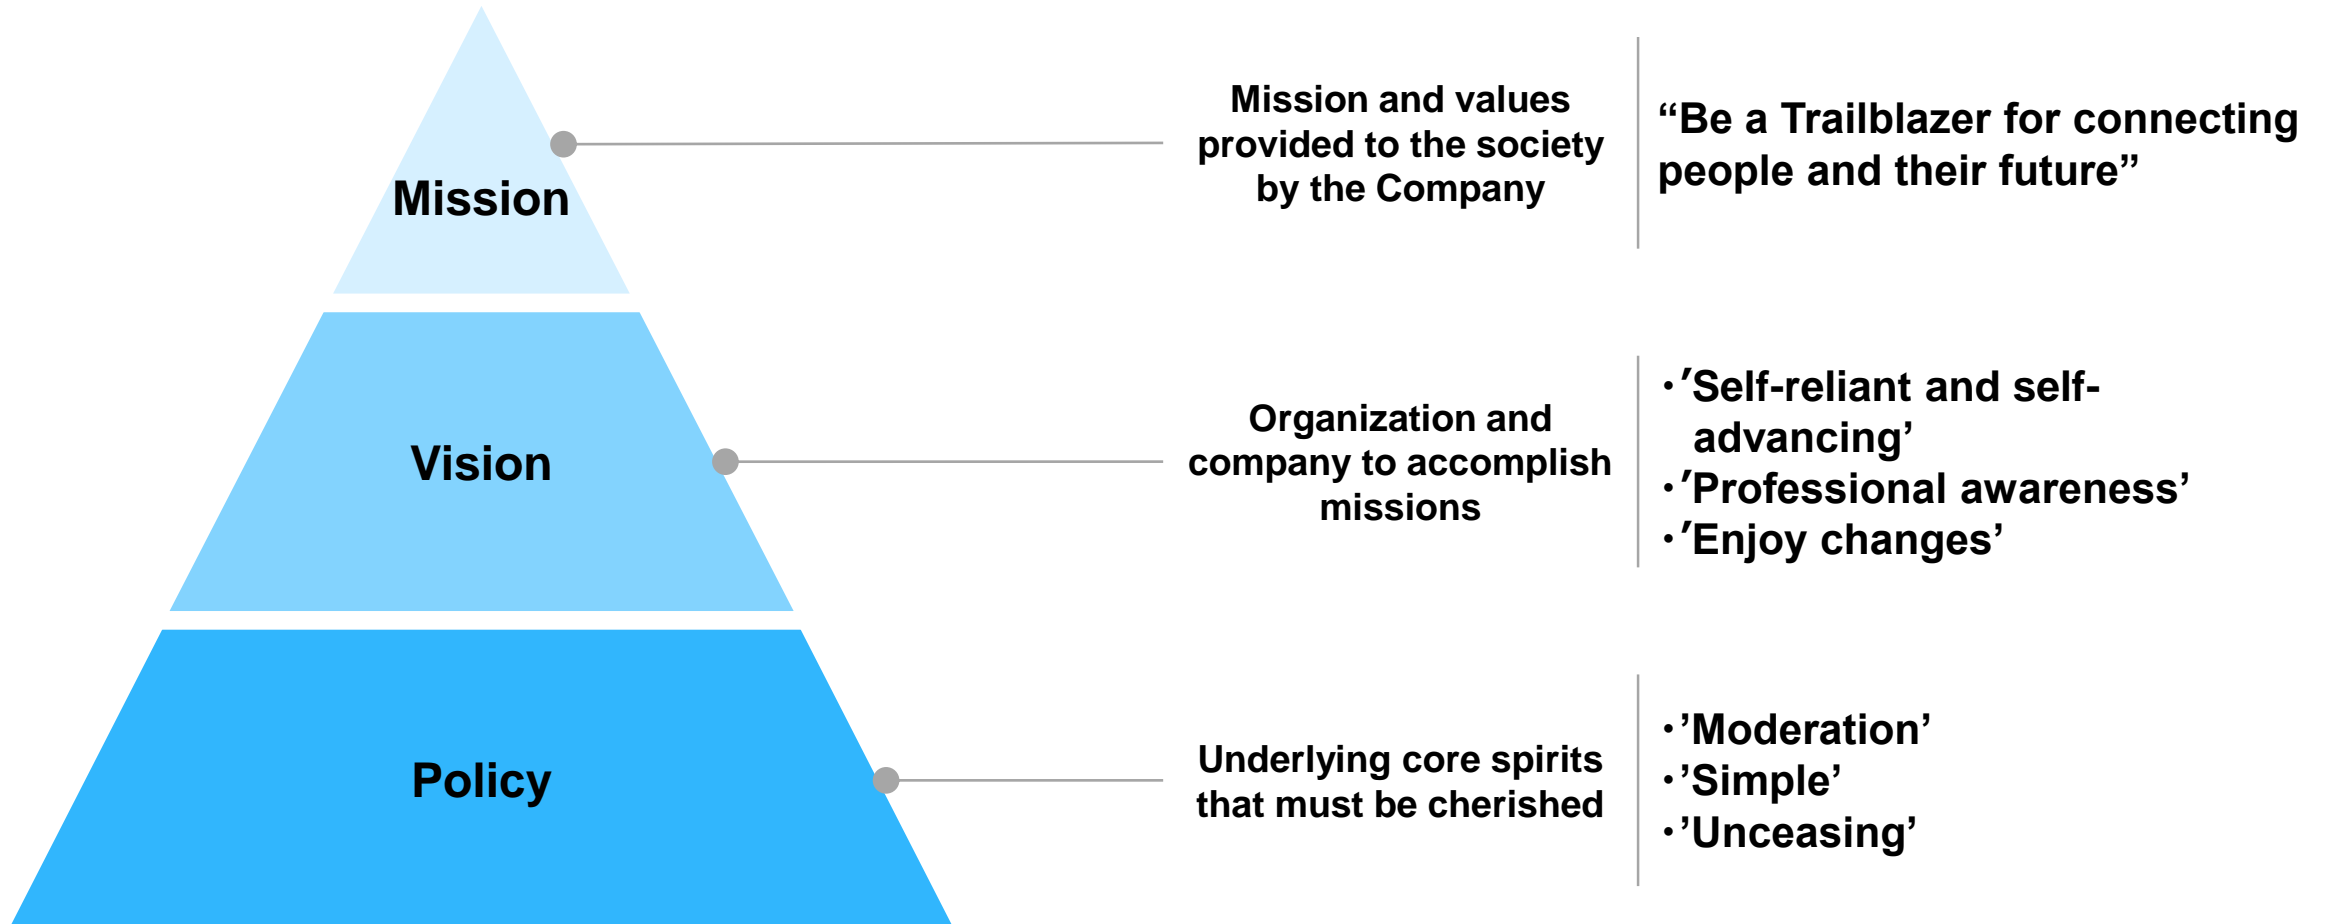 Mission
Mission and values
provided to the society
by the Company
“Be a Trailblazer for connecting
people and their future”
Vision
Organization and
company to accomplish
missions
・′Self-reliant and self-
advancing’
・′Professional awareness’
・′Enjoy changes’
Policy
Underlying core spirits
that must be cherished
・’Moderation’
・’Simple’
・’Unceasing’